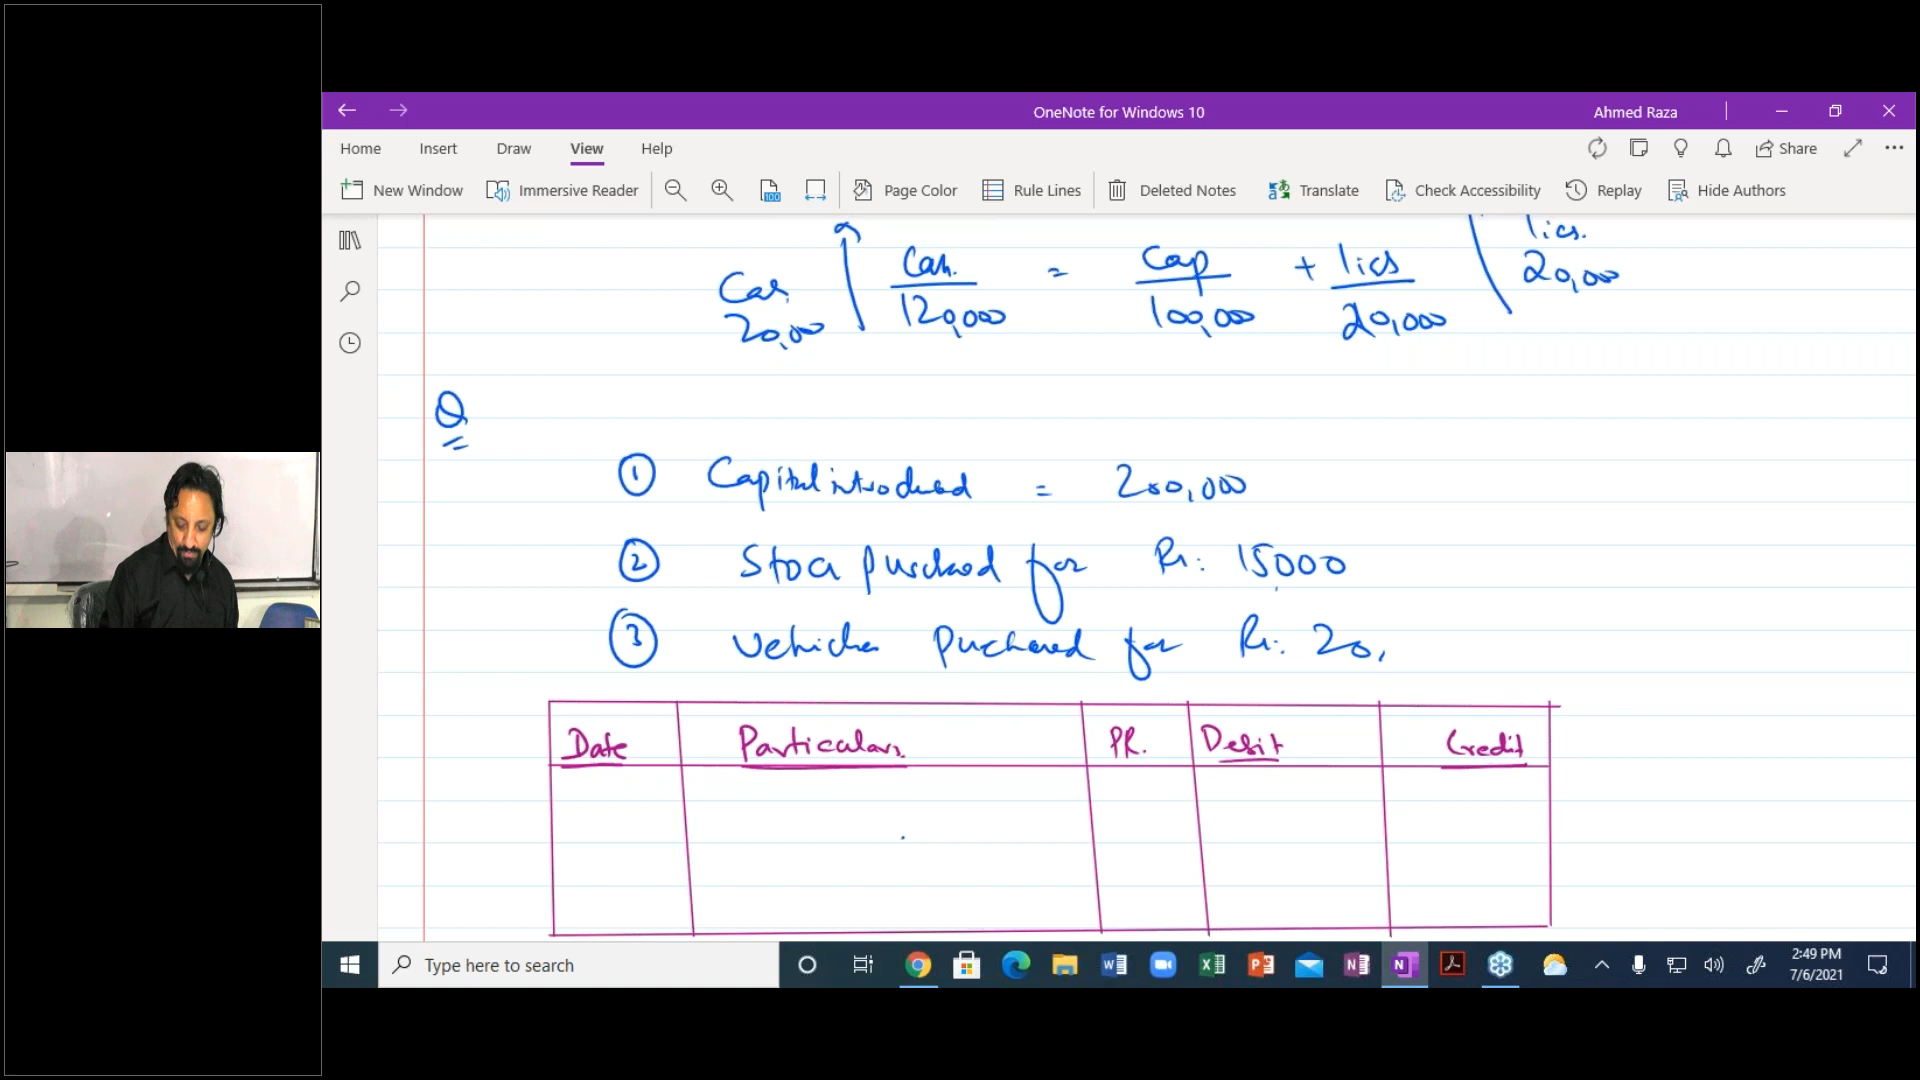 OneNote for Windows 10 Ahmed Raza
Home Insert Draw View Help Share
New Window Immersive Reader 100 Page Color Rule Lines Deleted Notes Translate Check Accessibility Replay Hide Authors
lics.
20,000
Cash = Cap + lics
120,000 100,000 20,000
Cash
20,000
Q
① Capital introduced = 200,000
② Stock purchased for Rs: 15000
③ Vehicles purchased for Rs: 20,
Date Particulars PR. Debit Credit
Type here to search
2:49 PM
7/6/2021